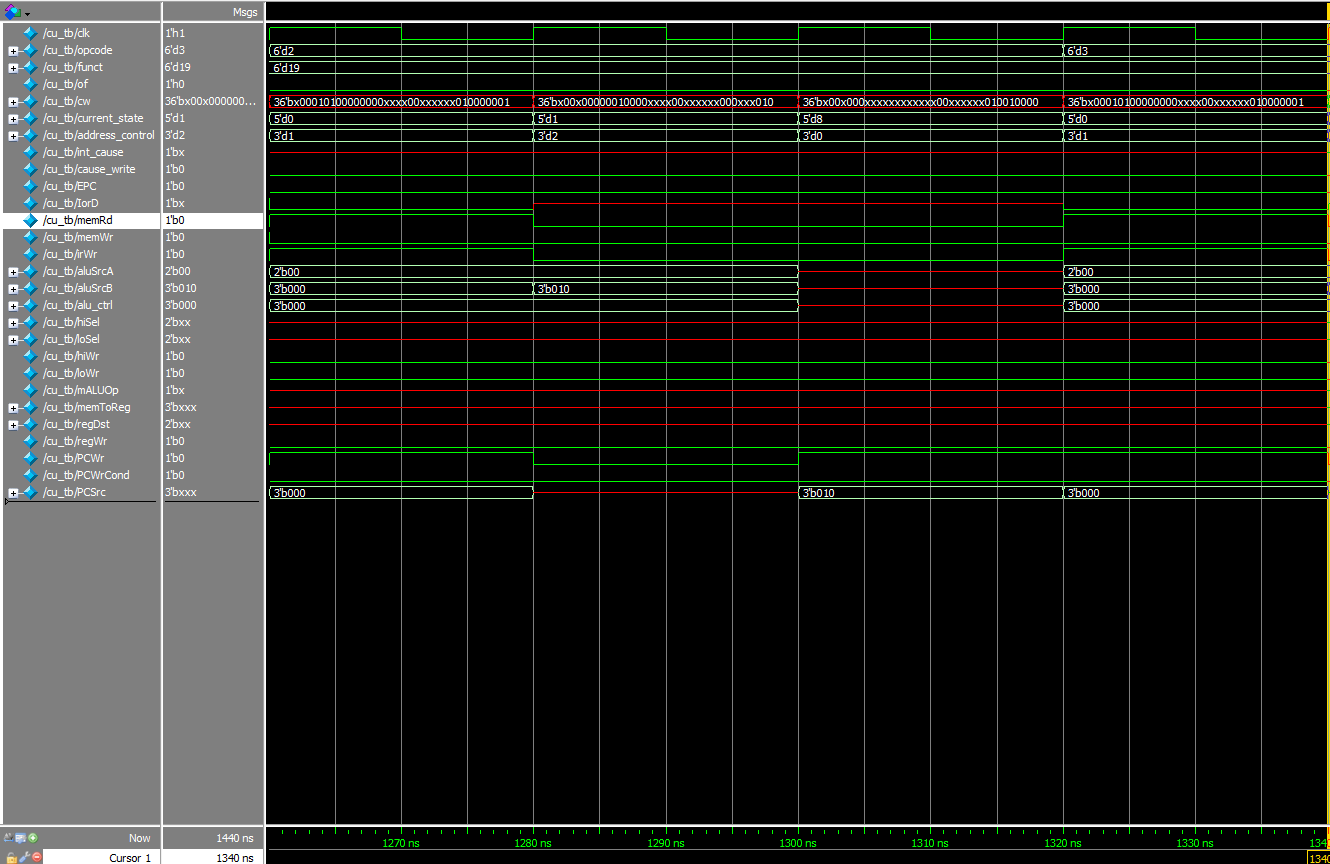 Msgs
/cu_tb/clk 1'h1
/cu_tb/opcode 6'd3 6'd2 6'd3
/cu_tb/funct 6'd19 6'd19
/cu_tb/of 1'h0
/cu_tb/cw 36'bx00x000000... 36'bx00010100000000xxxx00xxxxxx010000001 36'bx00x00000010000xxxx00xxxxxx000xxx010 36'bx00x000xxxxxxxxxxxx00xxxxxx010010000 36'bx00010100000000xxxx00xxxxxx010000001
/cu_tb/current_state 5'd1 5'd0 5'd1 5'd8 5'd0
/cu_tb/address_control 3'd2 3'd1 3'd2 3'd0 3'd1
/cu_tb/int_cause 1'bx
/cu_tb/cause_write 1'b0
/cu_tb/EPC 1'b0
/cu_tb/IorD 1'bx
/cu_tb/memRd 1'b0
/cu_tb/memWr 1'b0
/cu_tb/irWr 1'b0
/cu_tb/aluSrcA 2'b00 2'b00 2'b00
/cu_tb/aluSrcB 3'b010 3'b000 3'b010 3'b000
/cu_tb/alu_ctrl 3'b000 3'b000 3'b000
/cu_tb/hiSel 2'bxx
/cu_tb/loSel 2'bxx
/cu_tb/hiWr 1'b0
/cu_tb/loWr 1'b0
/cu_tb/mALUOp 1'bx
/cu_tb/memToReg 3'bxxx
/cu_tb/regDst 2'bxx
/cu_tb/regWr 1'b0
/cu_tb/PCWr 1'b0
/cu_tb/PCWrCond 1'b0
/cu_tb/PCSrc 3'bxxx 3'b000 3'b010 3'b000
Now 1440 ns
1270 ns 1280 ns 1290 ns 1300 ns 1310 ns 1320 ns 1330 ns
Cursor 1 1340 ns